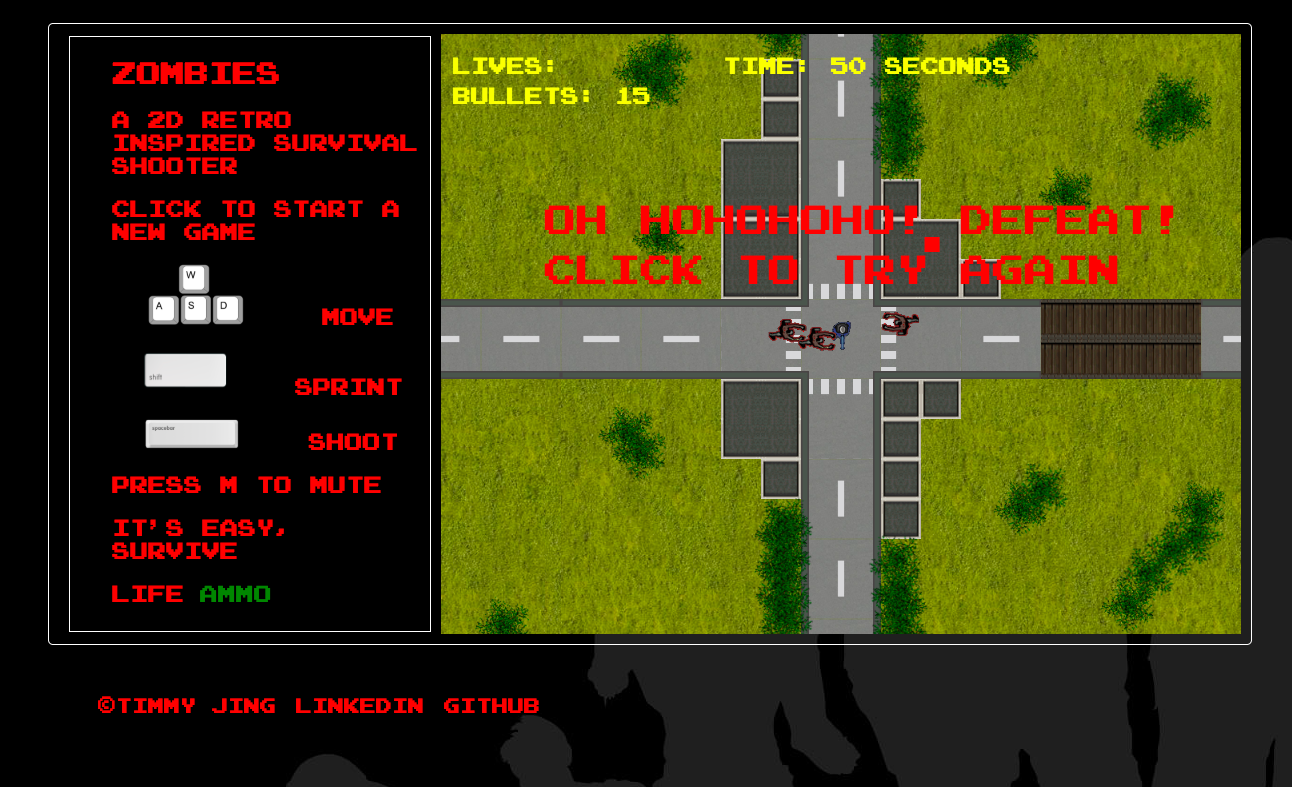 ZOMBIES
A 2D RETRO
INSPIRED SURVIVAL
SHOOTER
CLICK TO START A
NEW GAME
W
A S D
MOVE
shift
SPRINT
spacebar
SHOOT
PRESS M TO MUTE
IT'S EASY,
SURVIVE
LIFE AMMO
LIVES:
TIME: 50 SECONDS
BULLETS: 15
OH HOHOHOHO! DEFEAT!
CLICK TO TRY AGAIN
©TIMMY JING LINKEDIN GITHUB